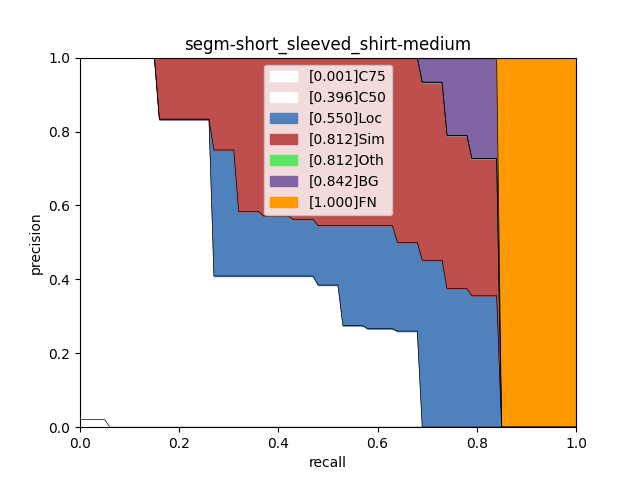 segm-short_sleeved_shirt-medium
1.0
0.8
0.6
0.4
0.2
0.0
precision
[0.001]C75
[0.396]C50
[0.550]Loc
[0.812]Sim
[0.812]Oth
[0.842]BG
[1.000]FN
0.0 0.2 0.4 0.6 0.8 1.0
recall